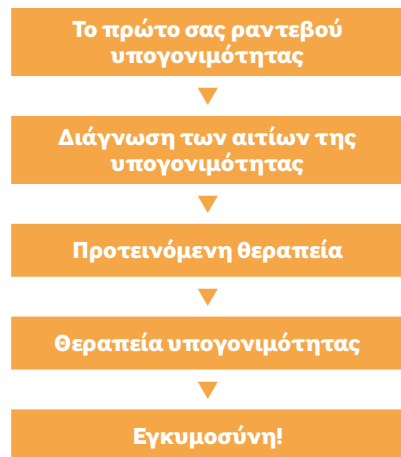 Το πρώτο σας ραντεβού
υπογονιμότητας
Διάγνωση των αιτίων της
υπογονιμότητας
Προτεινόμενη θεραπεία
Θεραπεία υπογονιμότητας
Εγκυμοσύνη!